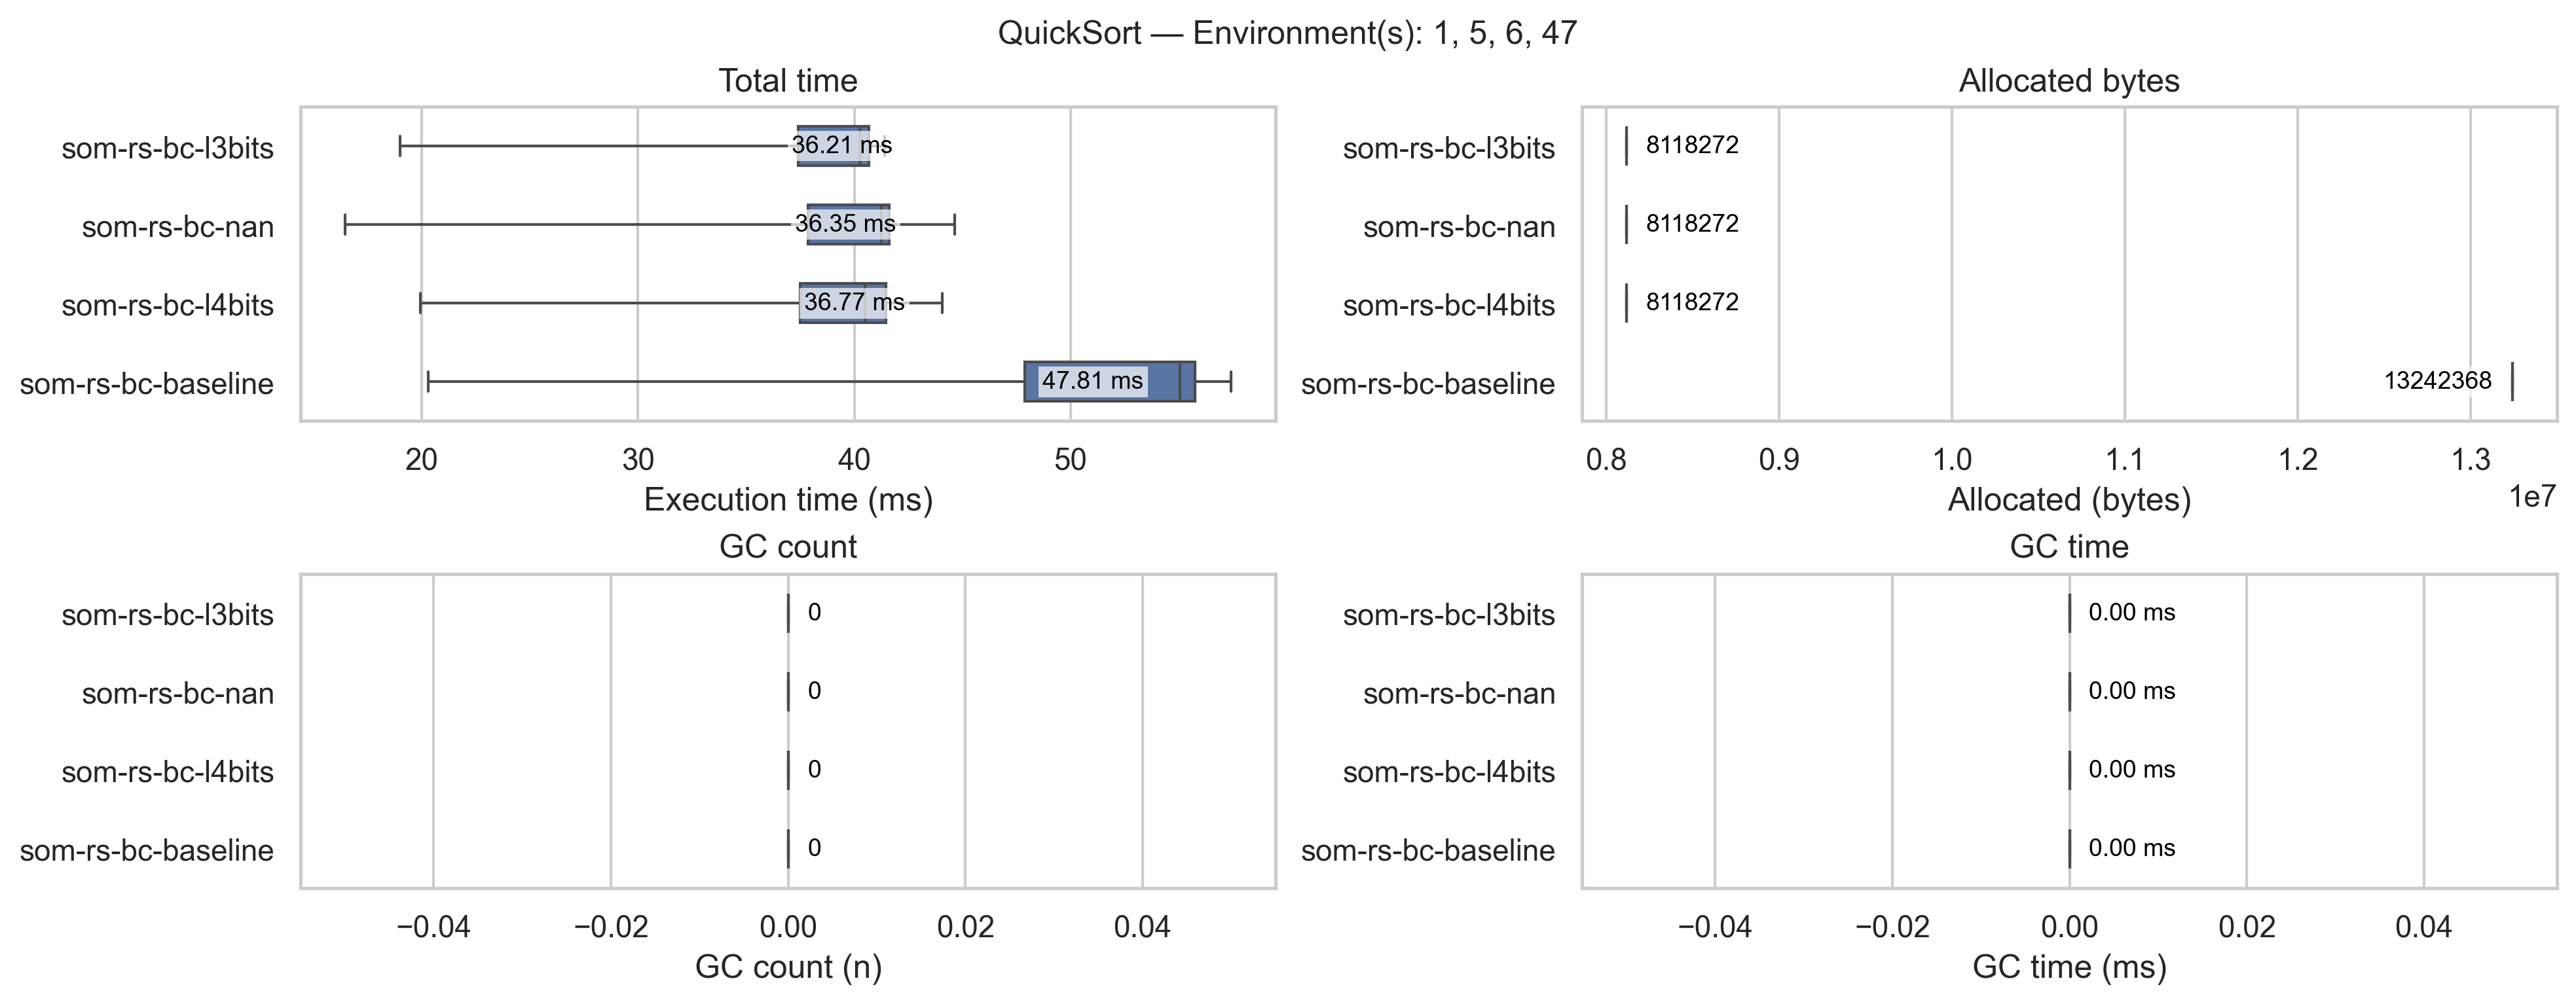 QuickSort — Environment(s): 1, 5, 6, 47
Total time
som-rs-bc-l3bits
36.21 ms
som-rs-bc-nan
36.35 ms
som-rs-bc-l4bits
36.77 ms
som-rs-bc-baseline
47.81 ms
20 30 40 50
Execution time (ms)
Allocated bytes
som-rs-bc-l3bits
8118272
som-rs-bc-nan
8118272
som-rs-bc-l4bits
8118272
som-rs-bc-baseline
13242368
0.8 0.9 1.0 1.1 1.2 1.3
1e7
Allocated (bytes)
GC count
som-rs-bc-l3bits
0
som-rs-bc-nan
0
som-rs-bc-l4bits
0
som-rs-bc-baseline
0
−0.04 −0.02 0.00 0.02 0.04
GC count (n)
GC time
som-rs-bc-l3bits
0.00 ms
som-rs-bc-nan
0.00 ms
som-rs-bc-l4bits
0.00 ms
som-rs-bc-baseline
0.00 ms
−0.04 −0.02 0.00 0.02 0.04
GC time (ms)